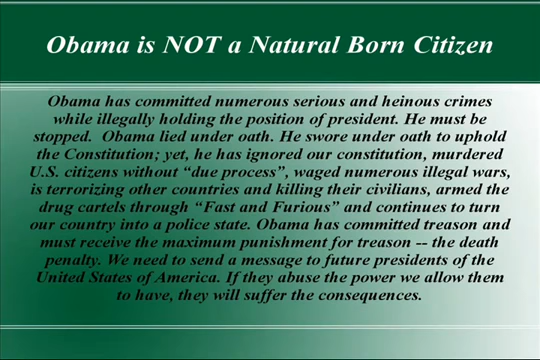 Obama is NOT a Natural Born Citizen
Obama has committed numerous serious and heinous crimes
while illegally holding the position of president. He must be
stopped.  Obama lied under oath. He swore under oath to uphold
the Constitution; yet, he has ignored our constitution, murdered
U.S. citizens without “due process”, waged numerous illegal wars,
is terrorizing other countries and killing their civilians, armed the
drug cartels through “Fast and Furious” and continues to turn
our country into a police state. Obama has committed treason and
must receive the maximum punishment for treason -- the death
penalty. We need to send a message to future presidents of the
United States of America. If they abuse the power we allow them
to have, they will suffer the consequences.